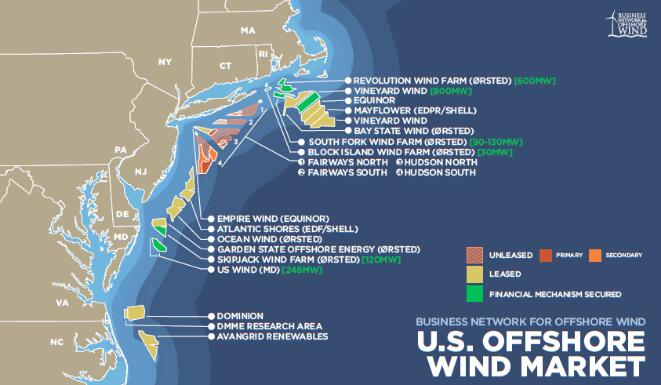 BUSINESS
NETWORK for
OFFSHORE
WIND
MA
NY
CT
RI
PA
NJ
DE
MD
VA
NC
REVOLUTION WIND FARM (ØRSTED) [600MW]
VINEYARD WIND [800MW]
EQUINOR
MAYFLOWER (EDPR/SHELL)
VINEYARD WIND
BAY STATE WIND (ØRSTED)
SOUTH FORK WIND FARM (ØRSTED) [90-130MW]
BLOCK ISLAND WIND FARM (ØRSTED) [30MW]
1 FAIRWAYS NORTH 3 HUDSON NORTH
2 FAIRWAYS SOUTH 4 HUDSON SOUTH
1
2
3
4
EMPIRE WIND (EQUINOR)
ATLANTIC SHORES (EDF/SHELL)
OCEAN WIND (ØRSTED)
GARDEN STATE OFFSHORE ENERGY (ØRSTED)
SKIPJACK WIND FARM (ØRSTED) [120MW]
US WIND (MD) [248MW]
UNLEASED PRIMARY SECONDARY
LEASED
FINANCIAL MECHANISM SECURED
DOMINION
DMME RESEARCH AREA
AVANGRID RENEWABLES
BUSINESS NETWORK FOR OFFSHORE WIND
U.S. OFFSHORE
WIND MARKET